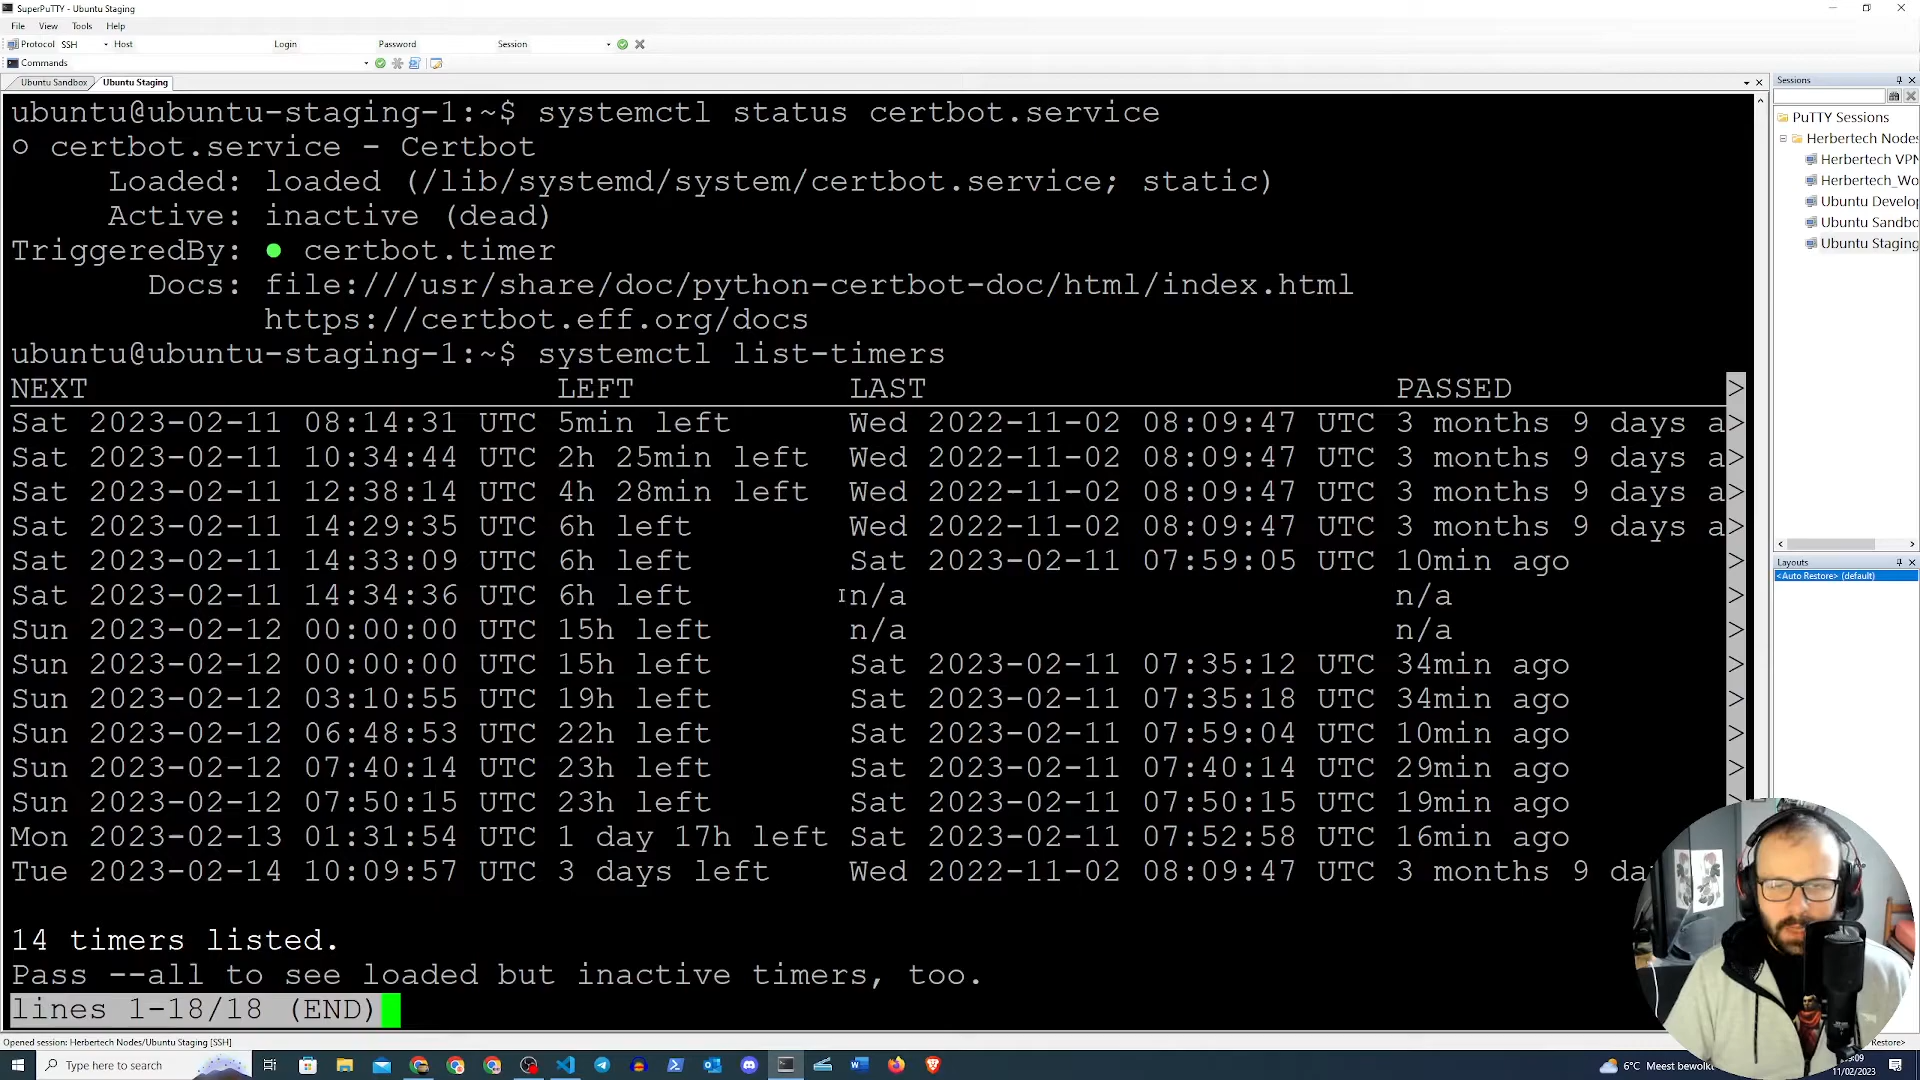 SuperPuTTY - Ubuntu Staging
File View Tools Help
Protocol SSH Host Login Password Session
Commands
Ubuntu Sandbox Ubuntu Staging
ubuntu@ubuntu-staging-1:~$ systemctl status certbot.service
○ certbot.service - Certbot
Loaded: loaded (/lib/systemd/system/certbot.service; static)
Active: inactive (dead)
TriggeredBy: ● certbot.timer
Docs: file:///usr/share/doc/python-certbot-doc/html/index.html
https://certbot.eff.org/docs
ubuntu@ubuntu-staging-1:~$ systemctl list-timers
NEXT LEFT LAST PASSED >
Sat 2023-02-11 08:14:31 UTC 5min left Wed 2022-11-02 08:09:47 UTC 3 months 9 days a>
Sat 2023-02-11 10:34:44 UTC 2h 25min left Wed 2022-11-02 08:09:47 UTC 3 months 9 days a>
Sat 2023-02-11 12:38:14 UTC 4h 28min left Wed 2022-11-02 08:09:47 UTC 3 months 9 days a>
Sat 2023-02-11 14:29:35 UTC 6h left Wed 2022-11-02 08:09:47 UTC 3 months 9 days a>
Sat 2023-02-11 14:33:09 UTC 6h left Sat 2023-02-11 07:59:05 UTC 10min ago >
Sat 2023-02-11 14:34:36 UTC 6h left n/a n/a >
Sun 2023-02-12 00:00:00 UTC 15h left n/a n/a >
Sun 2023-02-12 00:00:00 UTC 15h left Sat 2023-02-11 07:35:12 UTC 34min ago >
Sun 2023-02-12 03:10:55 UTC 19h left Sat 2023-02-11 07:35:18 UTC 34min ago >
Sun 2023-02-12 06:48:53 UTC 22h left Sat 2023-02-11 07:59:04 UTC 10min ago >
Sun 2023-02-12 07:40:14 UTC 23h left Sat 2023-02-11 07:40:14 UTC 29min ago >
Sun 2023-02-12 07:50:15 UTC 23h left Sat 2023-02-11 07:50:15 UTC 19min ago
Mon 2023-02-13 01:31:54 UTC 1 day 17h left Sat 2023-02-11 07:52:58 UTC 16min ago
Tue 2023-02-14 10:09:57 UTC 3 days left Wed 2022-11-02 08:09:47 UTC 3 months 9 da
14 timers listed.
Pass --all to see loaded but inactive timers, too.
lines 1-18/18 (END)
Sessions
PuTTY Sessions
Herbertech Nodes
Herbertech VPN
Herbertech_Wo
Ubuntu Develop
Ubuntu Sandbo
Ubuntu Staging
Layouts
<Auto Restore> (default)
Opened session: Herbertech Nodes/Ubuntu Staging [SSH]
Restore>
Type here to search
6°C Meest bewolk
:09
11/02/2023